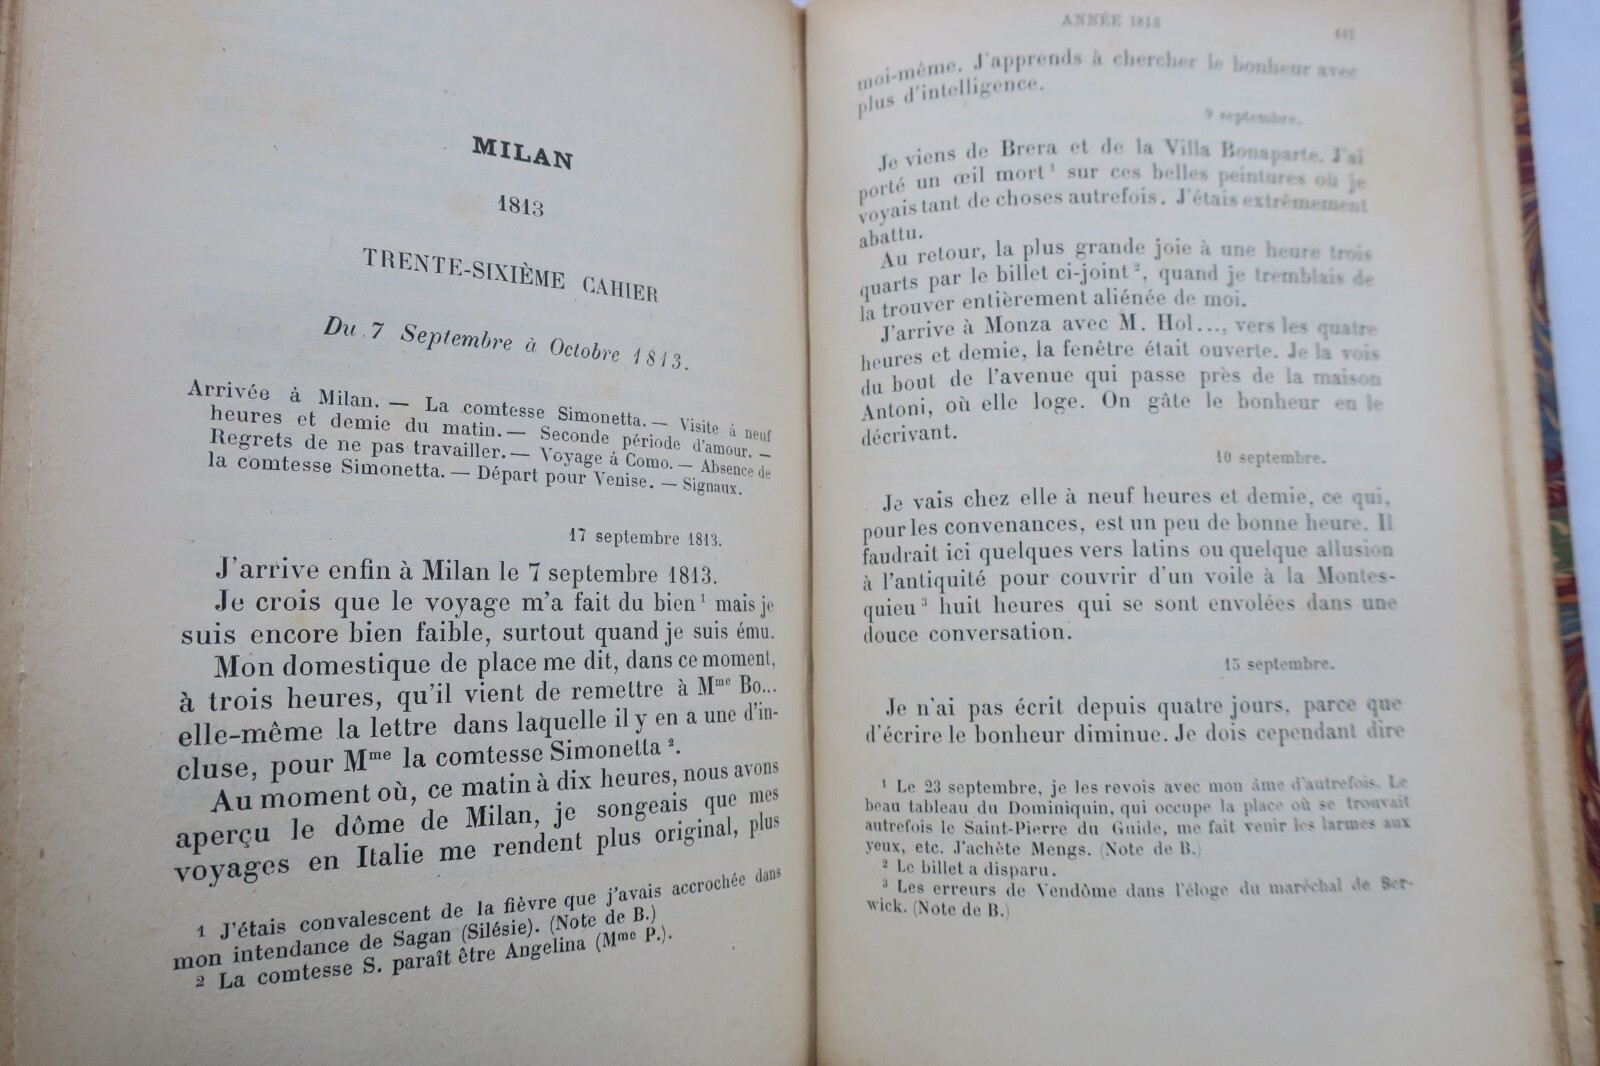 MILAN
1813
TRENTE-SIXIÈME CAHIER
Du 7 Septembre à Octobre 1813.
Arrivée à Milan. — La comtesse Simonetta. — Visite à neuf
heures et demie du matin. — Seconde période d'amour. —
Regrets de ne pas travailler. — Voyage à Como. — Absence de
la comtesse Simonetta. — Départ pour Venise. — Signaux.
17 septembre 1813.
J'arrive enfin à Milan le 7 septembre 1813.
Je crois que le voyage m'a fait du bien¹ mais je
suis encore bien faible, surtout quand je suis ému.
Mon domestique de place me dit, dans ce moment,
à trois heures, qu'il vient de remettre à Mme Bo...
elle-même la lettre dans laquelle il y en a une d'in-
cluse, pour Mme la comtesse Simonetta ².
Au moment où, ce matin à dix heures, nous avons
aperçu le dôme de Milan, je songeais que mes
voyages en Italie me rendent plus original, plus
1 J'étais convalescent de la fièvre que j'avais accrochée dans
mon intendance de Sagan (Silésie). (Note de B.)
2 La comtesse S. paraît être Angelina (Mme P.).
ANNÉE 1813
441
moi-même. J'apprends à chercher le bonheur avec
plus d'intelligence.
9 septembre.
Je viens de Brera et de la Villa Bonaparte. J'ai
porté un œil mort¹ sur ces belles peintures où je
voyais tant de choses autrefois. J'étais extrêmement
abattu.
Au retour, la plus grande joie à une heure trois
quarts par le billet ci-joint², quand je tremblais de
la trouver entièrement aliénée de moi.
J'arrive à Monza avec M. Hol..., vers les quatre
heures et demie, la fenêtre était ouverte. Je la vois
du bout de l'avenue qui passe près de la maison
Antoni, où elle loge. On gâte le bonheur en le
décrivant.
10 septembre.
Je vais chez elle à neuf heures et demie, ce qui,
pour les convenances, est un peu de bonne heure. Il
faudrait ici quelques vers latins ou quelque allusion
à l'antiquité pour couvrir d'un voile à la Montes-
quieu ³ huit heures qui se sont envolées dans une
douce conversation.
15 septembre.
Je n'ai pas écrit depuis quatre jours, parce que
d'écrire le bonheur diminue. Je dois cependant dire
¹ Le 23 septembre, je les revois avec mon âme d'autrefois. Le
beau tableau du Dominiquin, qui occupe la place où se trouvait
autrefois le Saint-Pierre du Guide, me fait venir les larmes aux
yeux, etc. J'achète Mengs. (Note de B.)
² Le billet a disparu.
³ Les erreurs de Vendôme dans l'éloge du maréchal de Ber-
wick. (Note de B.)